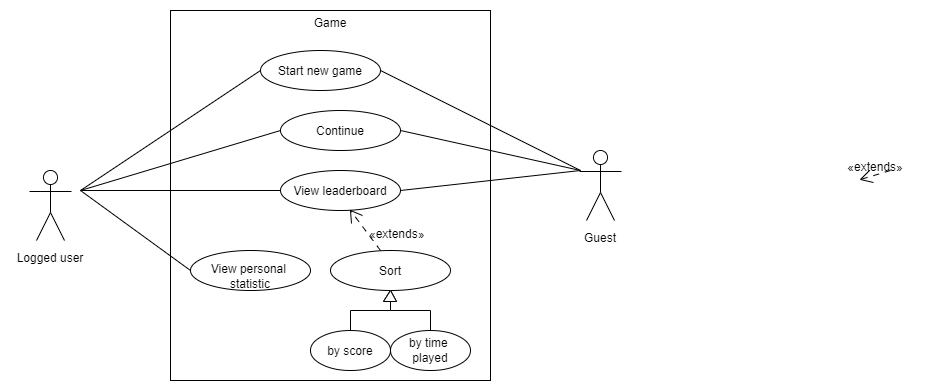 Game
Start new game
Continue
View leaderboard
«extends»
«extends»
Logged user
Guest
View personal
statistic
Sort
by score
by time
played